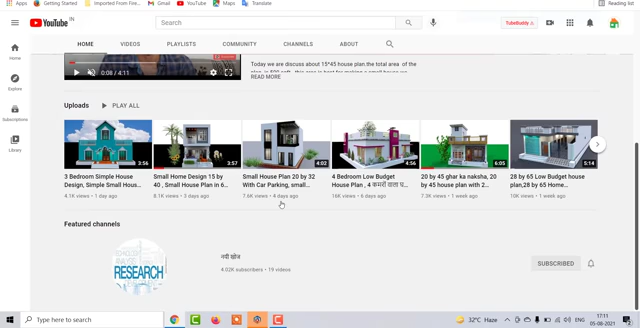 Apps Getting Started Imported From Fire... Gmail YouTube Maps Translate Reading list
YouTube IN Search TubeBuddy
HOME VIDEOS PLAYLISTS COMMUNITY CHANNELS ABOUT
Home
Explore
Subscriptions
Library
0:08 / 4:11
Today we are discuss about 15*45 house plan the total area of the
READ MORE
Uploads PLAY ALL
3:56 3:57 4:02 4:56 6:05 5:14
3 Bedroom Simple House Design, Simple Small Hous...
4.1K views • 1 day ago
Small Home Design 15 by 40 , Small House Plan in 6...
8.1K views • 3 days ago
Small House Plan 20 by 32 With Car Parking, small...
7.6K views • 4 days ago
4 Bedroom Low Budget House Plan , 4 कमरों वाला घ...
16K views • 6 days ago
20 by 45 ghar ka naksha, 20 by 45 house plan with 2...
7.3K views • 1 week ago
28 by 65 Low Budget house plan,28 by 65 Home...
10K views • 1 week ago
Featured channels
RESEARCH
नयी खोज
4.02K subscribers • 19 videos
SUBSCRIBED
Type here to search 32°C Haze ENG 17:11
05-08-2021